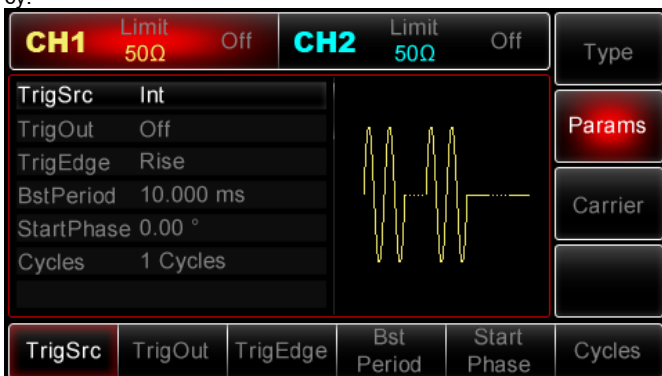 cy.
CH1 Limit 50Ω Off CH2 Limit 50Ω Off
Type
TrigSrc Int
TrigOut Off
TrigEdge Rise
BstPeriod 10.000 ms
StartPhase 0.00 °
Cycles 1 Cycles
Params
Carrier
TrigSrc TrigOut TrigEdge Bst Period Start Phase Cycles